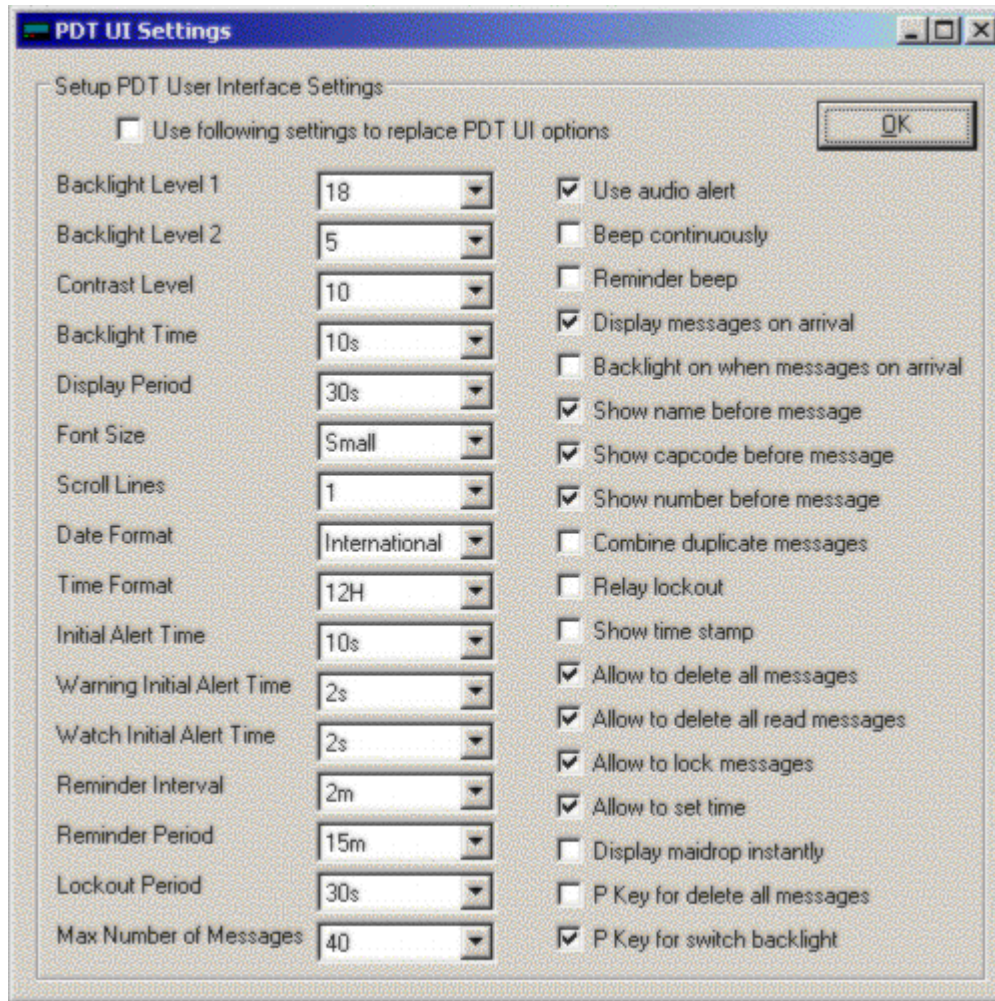 PDT UI Settings
Setup PDT User Interface Settings
Use following settings to replace PDT UI options
OK
Backlight Level 1 18
Backlight Level 2 5
Contrast Level 10
Backlight Time 10s
Display Period 30s
Font Size Small
Scroll Lines 1
Date Format International
Time Format 12H
Initial Alert Time 10s
Warning Initial Alert Time 2s
Watch Initial Alert Time 2s
Reminder Interval 2m
Reminder Period 15m
Lockout Period 30s
Max Number of Messages 40
Use audio alert
Beep continuously
Reminder beep
Display messages on arrival
Backlight on when messages on arrival
Show name before message
Show capcode before message
Show number before message
Combine duplicate messages
Relay lockout
Show time stamp
Allow to delete all messages
Allow to delete all read messages
Allow to lock messages
Allow to set time
Display maidrop instantly
P Key for delete all messages
P Key for switch backlight